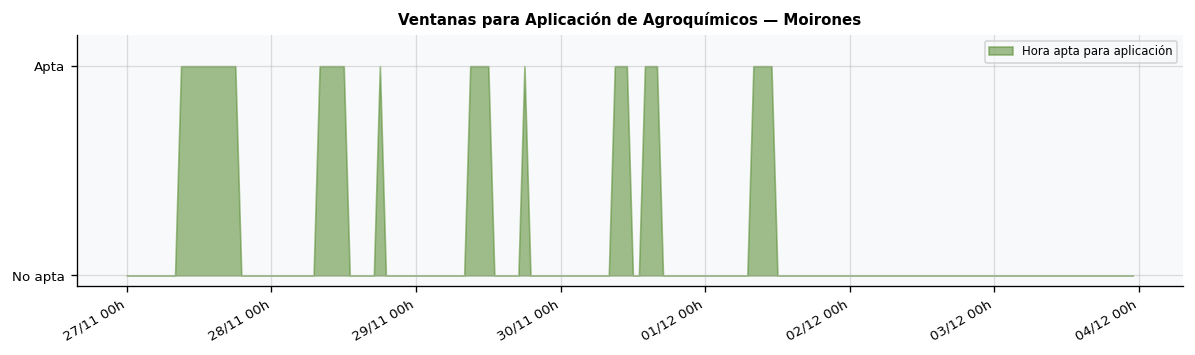 Ventanas para Aplicación de Agroquímicos — Moirones
Hora apta para aplicación
Apta
No apta
27/11 00h
28/11 00h
29/11 00h
30/11 00h
01/12 00h
02/12 00h
03/12 00h
04/12 00h